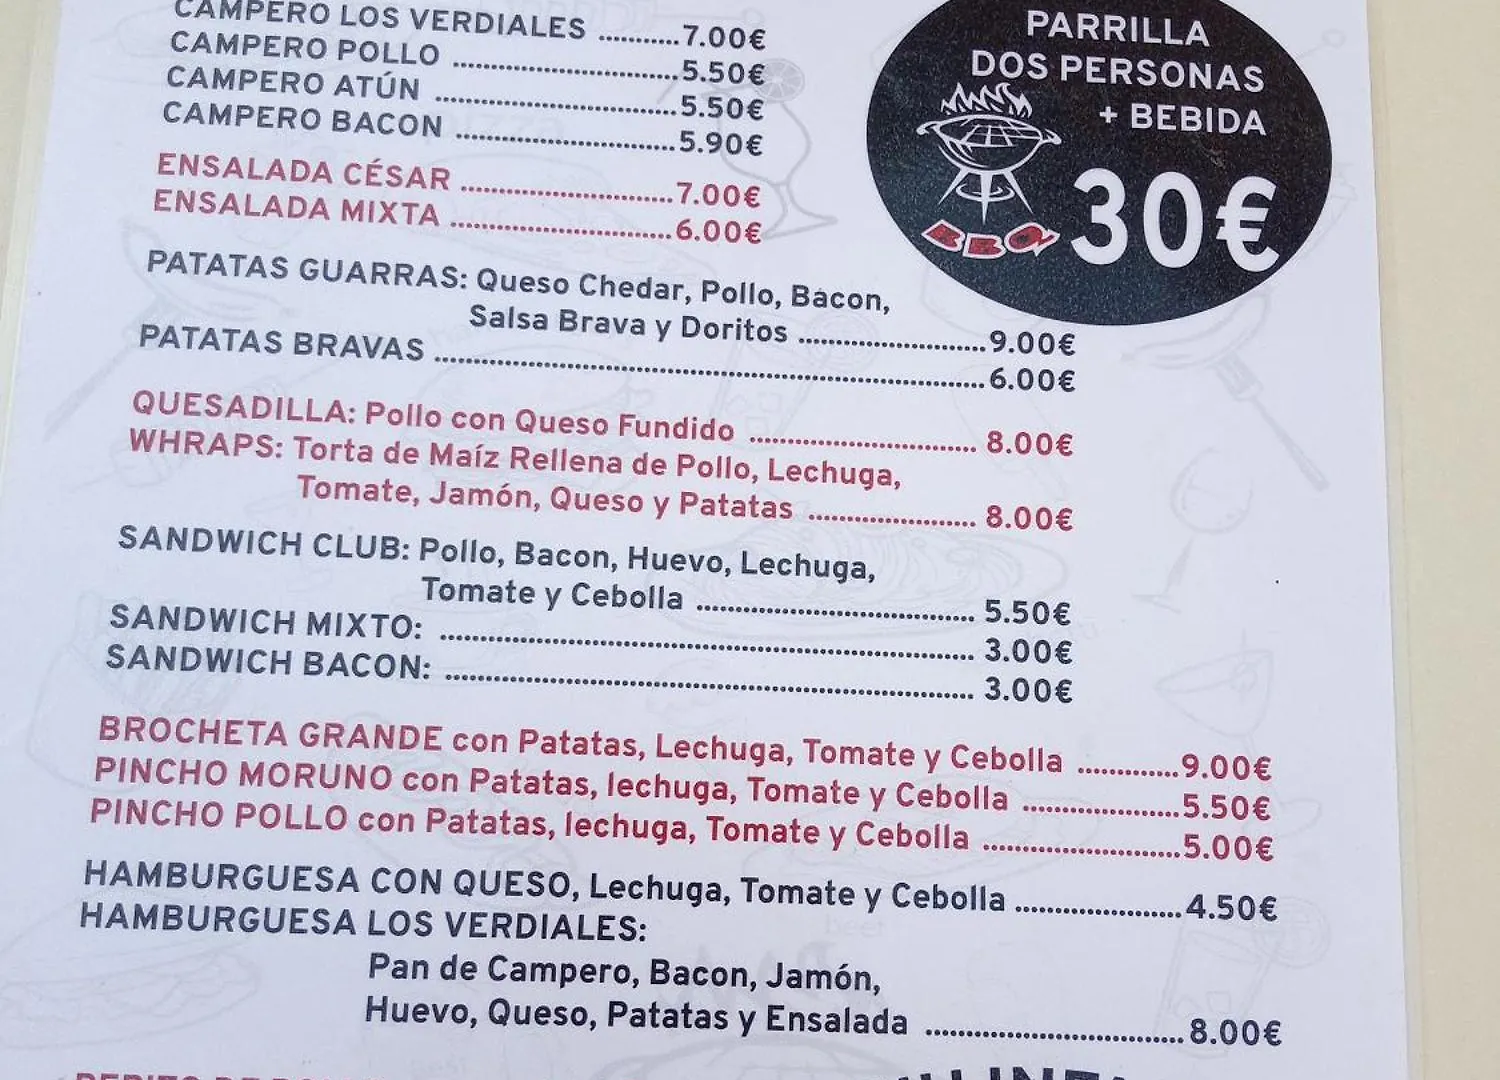 CAMPERO LOS VERDIALES ...........7.00€
CAMPERO POLLO ...............................5.50€
CAMPERO ATÚN .................................5.50€
CAMPERO BACON ..............................5.90€
ENSALADA CÉSAR .............................7.00€
ENSALADA MIXTA ..............................6.00€
PATATAS GUARRAS: Queso Chedar, Pollo, Bacon,
Salsa Brava y Doritos .........................9.00€
PATATAS BRAVAS .........................................................................6.00€
QUESADILLA: Pollo con Queso Fundido .............................. 8.00€
WHRAPS: Torta de Maíz Rellena de Pollo, Lechuga,
Tomate, Jamón, Queso y Patatas ...................... 8.00€
SANDWICH CLUB: Pollo, Bacon, Huevo, Lechuga,
Tomate y Cebolla ..................................... 5.50€
SANDWICH MIXTO: ....................................................................... 3.00€
SANDWICH BACON: ...................................................................... 3.00€
BROCHETA GRANDE con Patatas, Lechuga, Tomate y Cebolla .............9.00€
PINCHO MORUNO con Patatas, lechuga, Tomate y Cebolla ....................5.50€
PINCHO POLLO con Patatas, lechuga, Tomate y Cebolla .........................5.00€
HAMBURGUESA CON QUESO, Lechuga, Tomate y Cebolla .....................4.50€
HAMBURGUESA LOS VERDIALES:
Pan de Campero, Bacon, Jamón,
Huevo, Queso, Patatas y Ensalada ................................. 8.00€
PARRILLA
DOS PERSONAS
+ BEBIDA
30€
BBQ